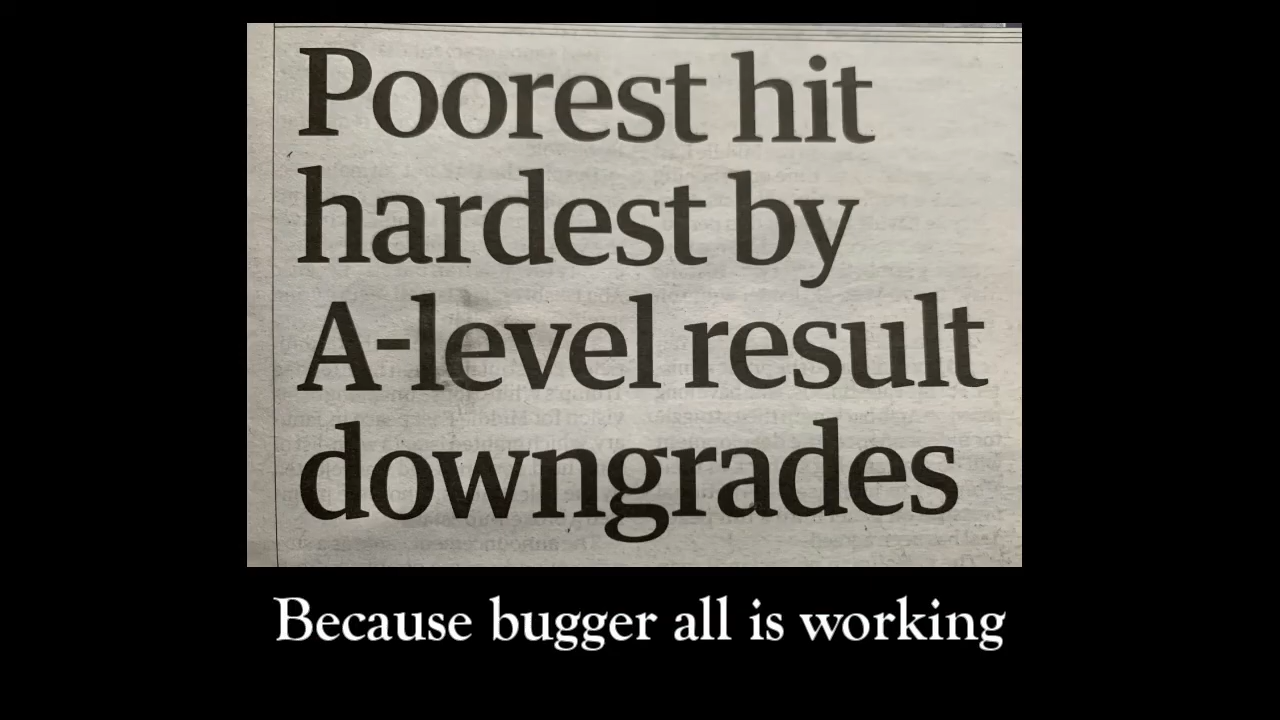 Poorest hit
hardest by
A-level result
downgrades
Because bugger all is working